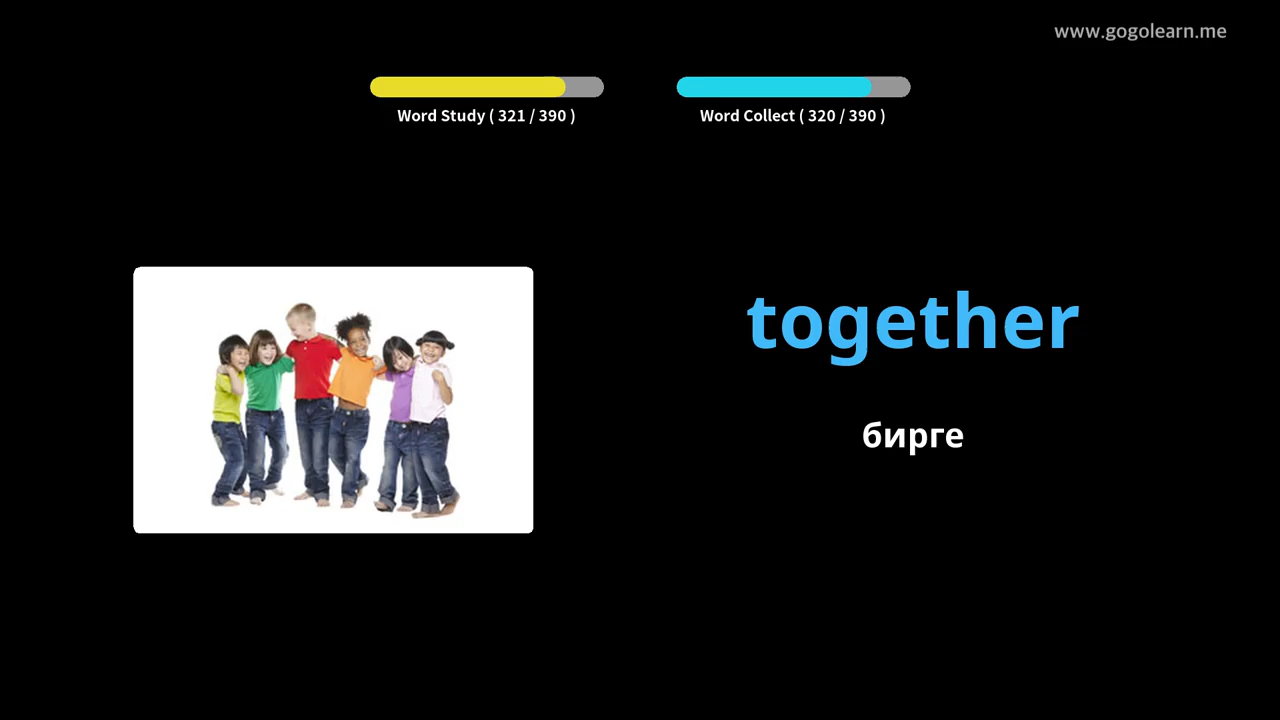 www.gogolearn.me
Word Study ( 321 / 390 )
Word Collect ( 320 / 390 )
together
бирге